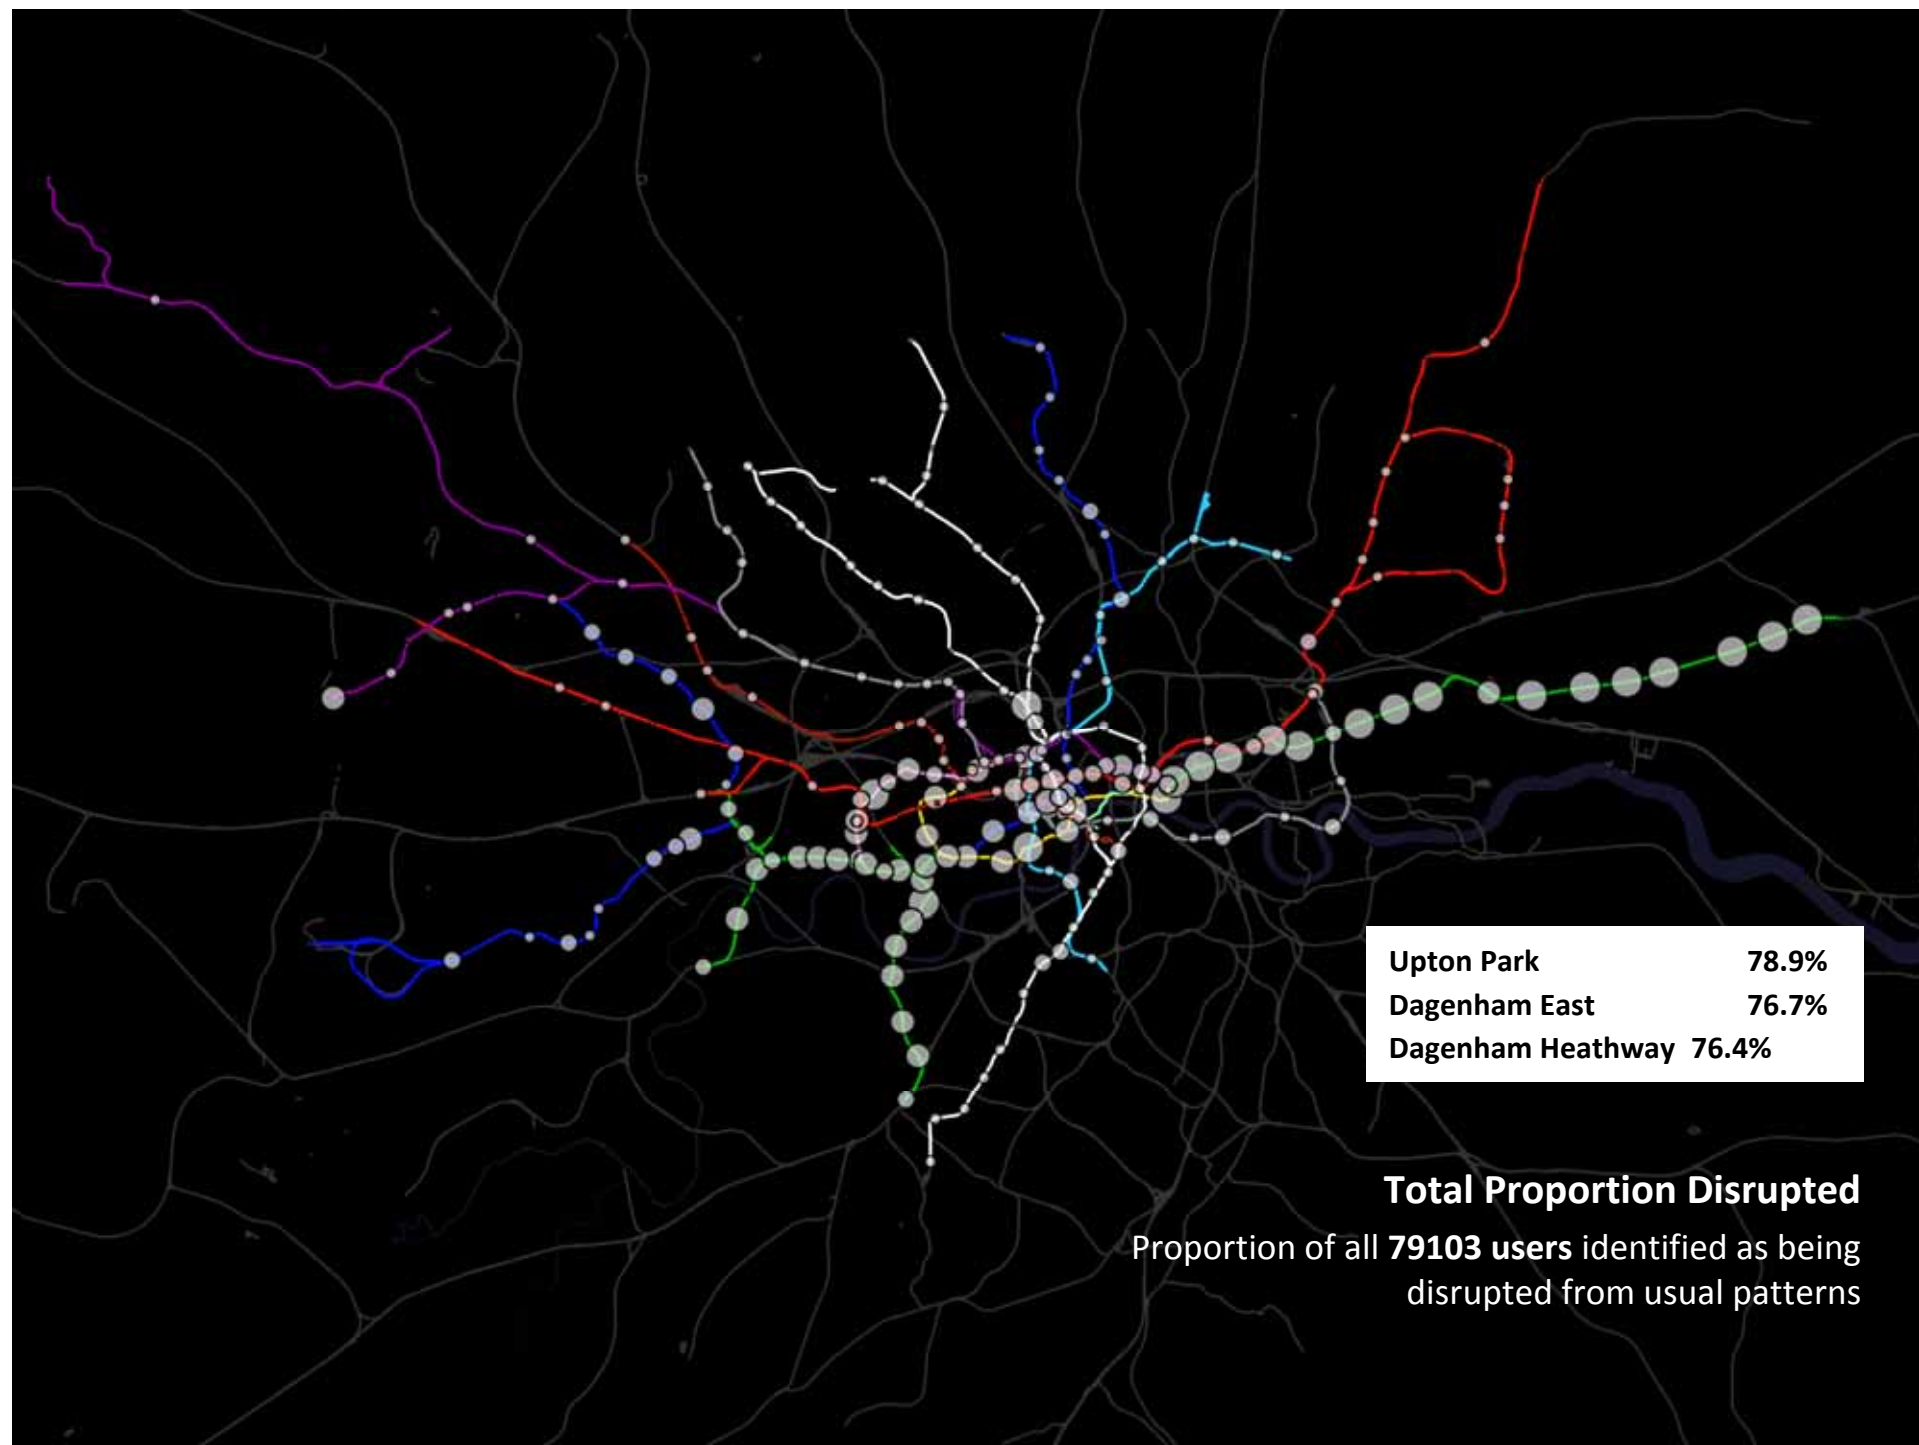 Upton Park 78.9%
Dagenham East 76.7%
Dagenham Heathway 76.4%
Total Proportion Disrupted
Proportion of all 79103 users identified as being
disrupted from usual patterns